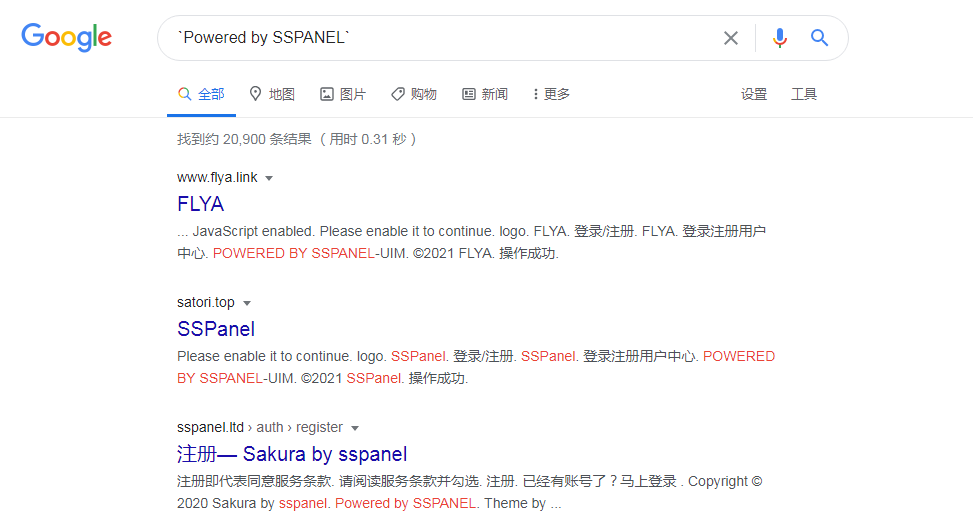 Google
`Powered by SSPANEL`
全部 地图 图片 购物 新闻 更多 设置 工具
找到约 20,900 条结果 （用时 0.31 秒）
www.flya.link
FLYA
... JavaScript enabled. Please enable it to continue. logo. FLYA. 登录/注册. FLYA. 登录注册用户
中心. POWERED BY SSPANEL-UIM. ©2021 FLYA. 操作成功.
satori.top
SSPanel
Please enable it to continue. logo. SSPanel. 登录/注册. SSPanel. 登录注册用户中心. POWERED
BY SSPANEL-UIM. ©2021 SSPanel. 操作成功.
sspanel.ltd › auth › register
注册— Sakura by sspanel
注册即代表同意服务条款. 请阅读服务条款并勾选. 注册. 已经有账号了？马上登录 . Copyright ©
2020 Sakura by sspanel. Powered by SSPANEL. Theme by ...